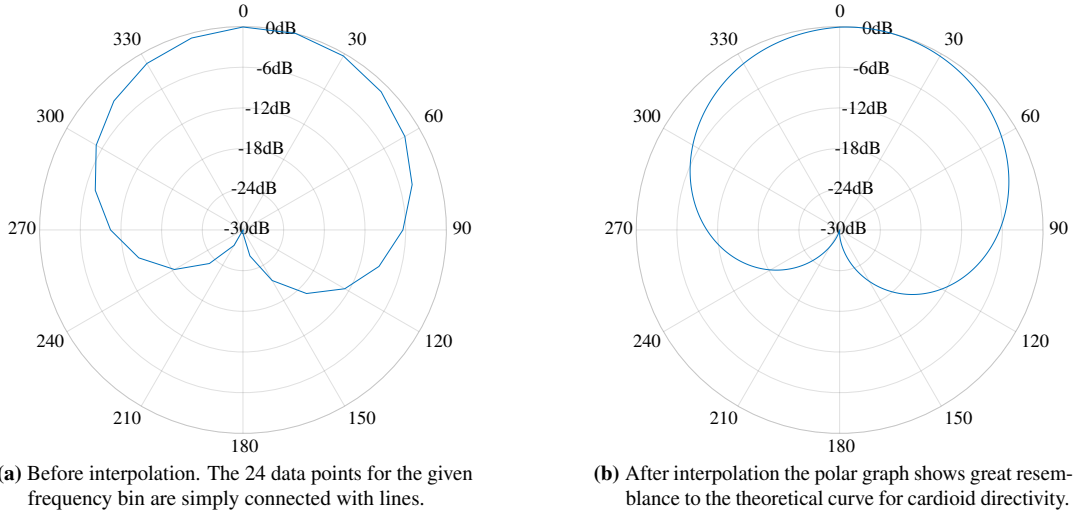 0
0dB
330
30
-6dB
300
60
-12dB
-18dB
-24dB
270
-30dB
90
240
120
210
150
180
(a) Before interpolation. The 24 data points for the given
frequency bin are simply connected with lines.
0
0dB
330
30
-6dB
300
60
-12dB
-18dB
-24dB
270
-30dB
90
240
120
210
150
180
(b) After interpolation the polar graph shows great resem-
blance to the theoretical curve for cardioid directivity.